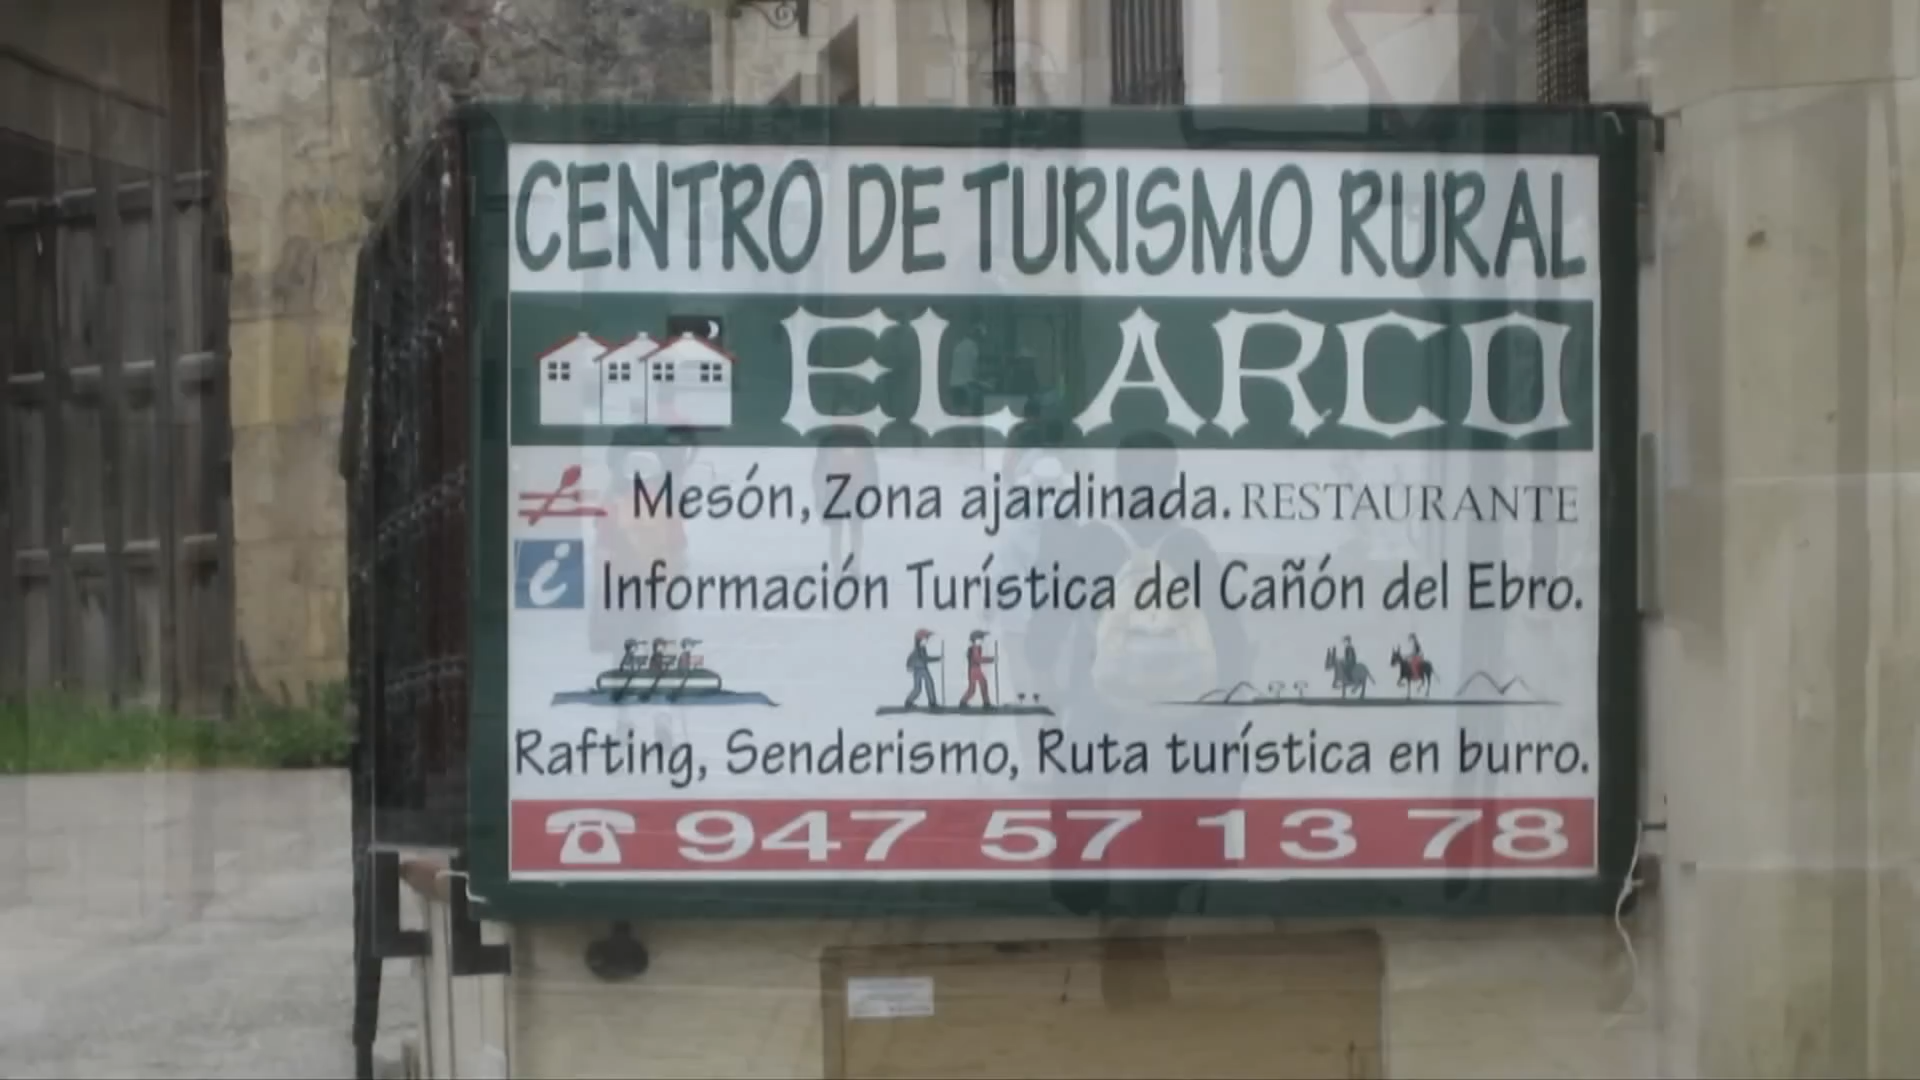 CENTRO DE TURISMO RURAL
EL ARCO
Mesón, Zona ajardinada. RESTAURANTE
i Información Turística del Cañón del Ebro.
Rafting, Senderismo, Ruta turística en burro.
947 57 13 78